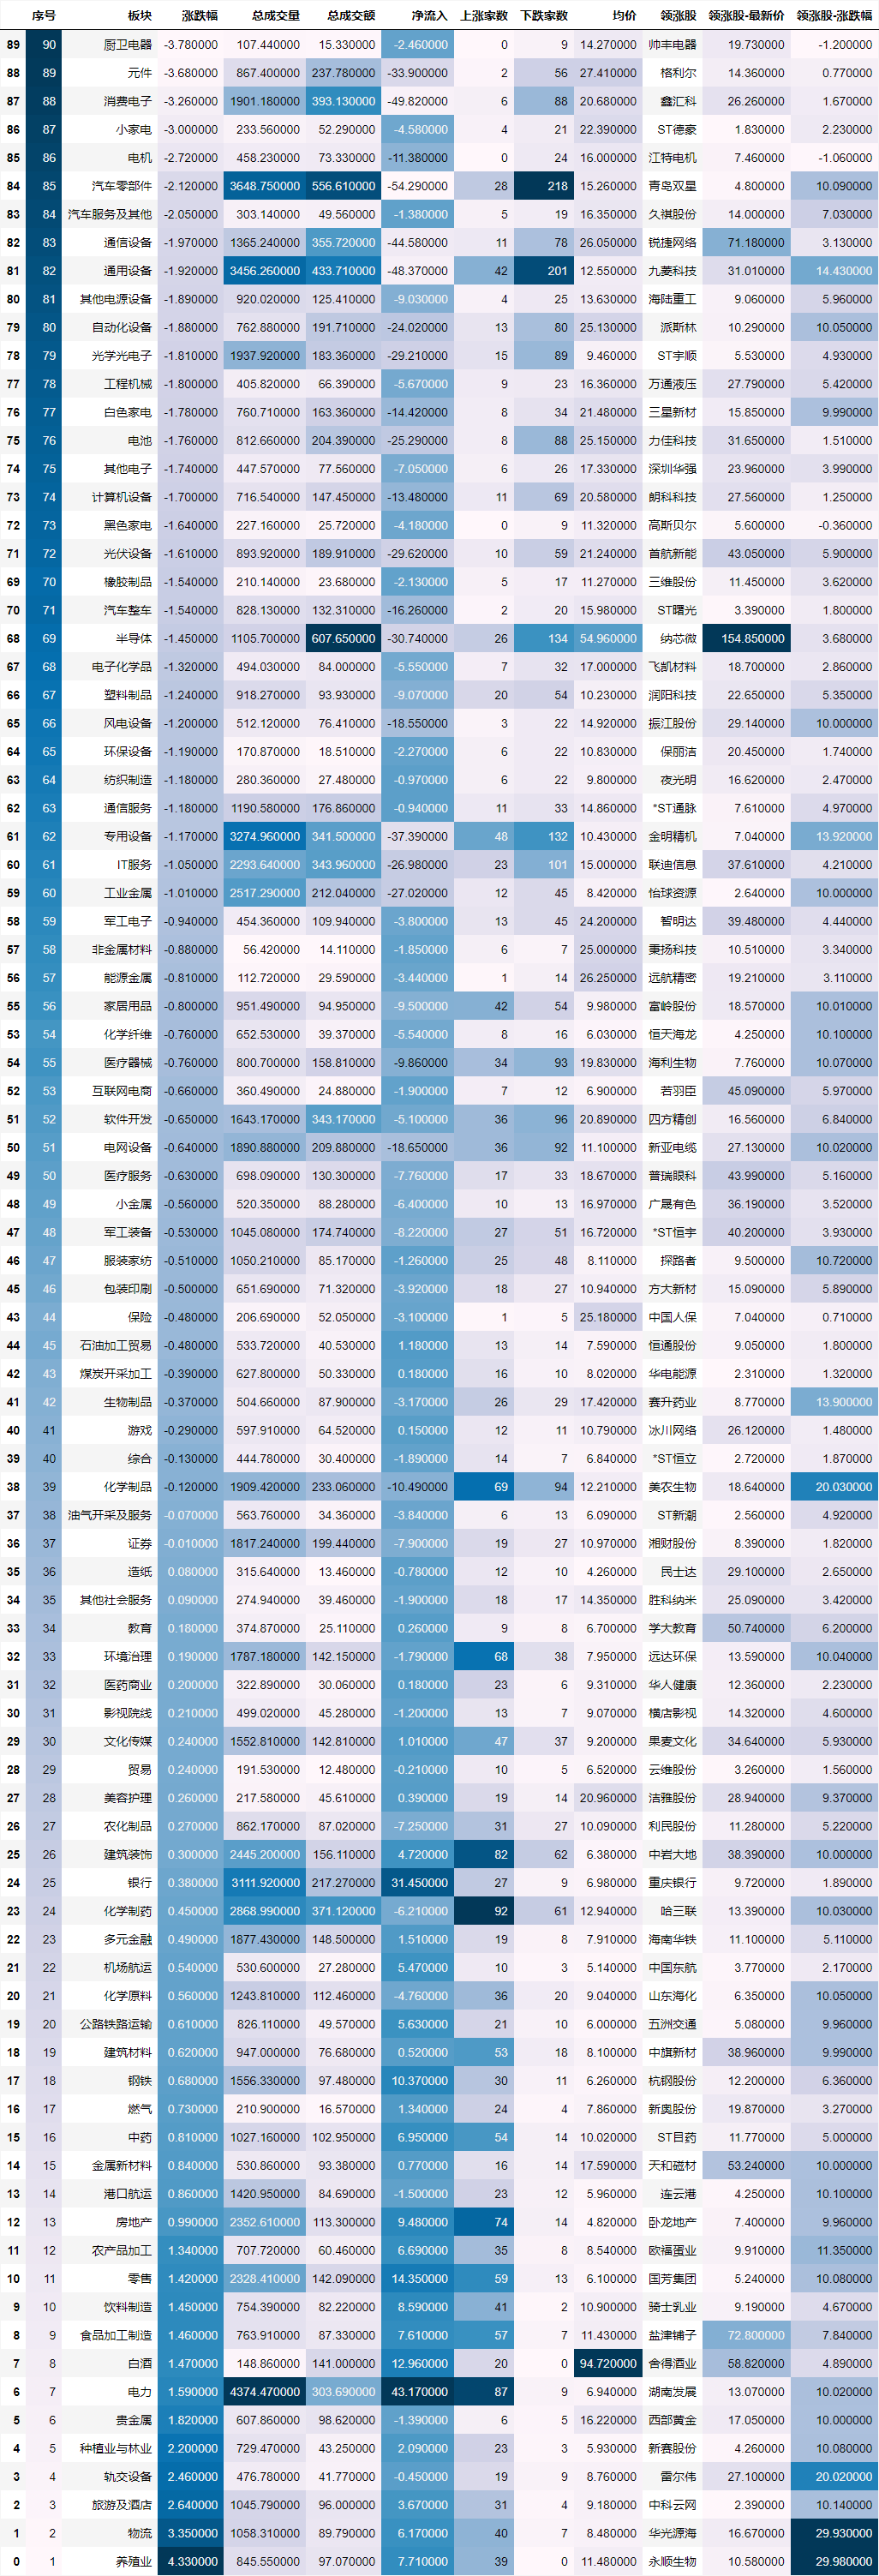 序号 板块 涨跌幅 总成交量 总成交额 净流入 上涨家数 下跌家数 均价 领涨股 领涨股-最新价 领涨股-涨跌幅
89 90 厨卫电器 -3.780000 107.440000 15.330000 -2.460000 0 9 14.270000 帅丰电器 19.730000 -1.200000
88 89 元件 -3.680000 867.400000 237.780000 -33.900000 2 56 27.410000 格利尔 14.360000 0.770000
87 88 消费电子 -3.260000 1901.180000 393.130000 -49.820000 6 88 20.680000 鑫汇科 26.260000 1.670000
86 87 小家电 -3.000000 233.560000 52.290000 -4.580000 4 21 22.390000 ST德豪 1.830000 2.230000
85 86 电机 -2.720000 458.230000 73.330000 -11.380000 0 24 16.000000 江特电机 7.460000 -1.060000
84 85 汽车零部件 -2.120000 3648.750000 556.610000 -54.290000 28 218 15.260000 青岛双星 4.800000 10.090000
83 84 汽车服务及其他 -2.050000 303.140000 49.560000 -1.380000 5 19 16.350000 久祺股份 14.000000 7.030000
82 83 通信设备 -1.970000 1365.240000 355.720000 -44.580000 11 78 26.050000 锐捷网络 71.180000 3.130000
81 82 通用设备 -1.920000 3456.260000 433.710000 -48.370000 42 201 12.550000 九菱科技 31.010000 14.430000
80 81 其他电源设备 -1.890000 920.020000 125.410000 -9.030000 4 25 13.630000 海陆重工 9.060000 5.960000
79 80 自动化设备 -1.880000 762.880000 191.710000 -24.020000 13 80 25.130000 派斯林 10.290000 10.050000
78 79 光学光电子 -1.810000 1937.920000 183.360000 -29.210000 15 89 9.460000 ST宇顺 5.530000 4.930000
77 78 工程机械 -1.800000 405.820000 66.390000 -5.670000 9 23 16.360000 万通液压 27.790000 5.420000
76 77 白色家电 -1.780000 760.710000 163.360000 -14.420000 8 34 21.480000 三星新材 15.850000 9.990000
75 76 电池 -1.760000 812.660000 204.390000 -25.290000 8 88 25.150000 力佳科技 31.650000 1.510000
74 75 其他电子 -1.740000 447.570000 77.560000 -7.050000 6 26 17.330000 深圳华强 23.960000 3.990000
73 74 计算机设备 -1.700000 716.540000 147.450000 -13.480000 11 69 20.580000 朗科科技 27.560000 1.250000
72 73 黑色家电 -1.640000 227.160000 25.720000 -4.180000 0 9 11.320000 高斯贝尔 5.600000 -0.360000
71 72 光伏设备 -1.610000 893.920000 189.910000 -29.620000 10 59 21.240000 首航新能 43.050000 5.900000
69 70 橡胶制品 -1.540000 210.140000 23.680000 -2.130000 5 17 11.270000 三维股份 11.450000 3.620000
70 71 汽车整车 -1.540000 828.130000 132.310000 -16.260000 2 20 15.980000 ST曙光 3.390000 1.800000
68 69 半导体 -1.450000 1105.700000 607.650000 -30.740000 26 134 54.960000 纳芯微 154.850000 3.680000
67 68 电子化学品 -1.320000 494.030000 84.000000 -5.550000 7 32 17.000000 飞凯材料 18.700000 2.860000
66 67 塑料制品 -1.240000 918.270000 93.930000 -9.070000 20 54 10.230000 润阳科技 22.650000 5.350000
65 66 风电设备 -1.200000 512.120000 76.410000 -18.550000 3 22 14.920000 振江股份 29.140000 10.000000
64 65 环保设备 -1.190000 170.870000 18.510000 -2.270000 6 22 10.830000 保丽洁 20.450000 1.740000
63 64 纺织制造 -1.180000 280.360000 27.480000 -0.970000 6 22 9.800000 夜光明 16.620000 2.470000
62 63 通信服务 -1.180000 1190.580000 176.860000 -0.940000 11 33 14.860000 *ST通脉 7.610000 4.970000
61 62 专用设备 -1.170000 3274.960000 341.500000 -37.390000 48 132 10.430000 金明精机 7.040000 13.920000
60 61 IT服务 -1.050000 2293.640000 343.960000 -26.980000 23 101 15.000000 联迪信息 37.610000 4.210000
59 60 工业金属 -1.010000 2517.290000 212.040000 -27.020000 12 45 8.420000 怡球资源 2.640000 10.000000
58 59 军工电子 -0.940000 454.360000 109.940000 -3.800000 13 45 24.200000 智明达 39.480000 4.440000
57 58 非金属材料 -0.880000 56.420000 14.110000 -1.850000 6 7 25.000000 秉扬科技 10.510000 3.340000
56 57 能源金属 -0.810000 112.720000 29.590000 -3.440000 1 14 26.250000 远航精密 19.210000 3.110000
55 56 家居用品 -0.800000 951.490000 94.950000 -9.500000 42 54 9.980000 富岭股份 18.570000 10.010000
53 54 化学纤维 -0.760000 652.530000 39.370000 -5.540000 8 16 6.030000 恒天海龙 4.250000 10.100000
54 55 医疗器械 -0.760000 800.700000 158.810000 -9.860000 34 93 19.830000 海利生物 7.760000 10.070000
52 53 互联网电商 -0.660000 360.490000 24.880000 -1.900000 7 12 6.900000 若羽臣 45.090000 5.970000
51 52 软件开发 -0.650000 1643.170000 343.170000 -5.100000 36 96 20.890000 四方精创 16.560000 6.840000
50 51 电网设备 -0.640000 1890.880000 209.880000 -18.650000 36 92 11.100000 新亚电缆 27.130000 10.020000
49 50 医疗服务 -0.630000 698.090000 130.300000 -7.760000 17 33 18.670000 普瑞眼科 43.990000 5.160000
48 49 小金属 -0.560000 520.350000 88.280000 -6.400000 10 13 16.970000 广晟有色 36.190000 3.520000
47 48 军工装备 -0.530000 1045.080000 174.740000 -8.220000 27 51 16.720000 *ST恒宇 40.200000 3.930000
46 47 服装家纺 -0.510000 1050.210000 85.170000 -1.260000 25 48 8.110000 探路者 9.500000 10.720000
45 46 包装印刷 -0.500000 651.690000 71.320000 -3.920000 18 27 10.940000 方大新材 15.090000 5.890000
43 44 保险 -0.480000 206.690000 52.050000 -3.100000 1 5 25.180000 中国人保 7.040000 0.710000
44 45 石油加工贸易 -0.480000 533.720000 40.530000 1.180000 13 14 7.590000 恒通股份 9.050000 1.800000
42 43 煤炭开采加工 -0.390000 627.800000 50.330000 0.180000 16 10 8.020000 华电能源 2.310000 1.320000
41 42 生物制品 -0.370000 504.660000 87.900000 -3.170000 26 29 17.420000 赛升药业 8.770000 13.900000
40 41 游戏 -0.290000 597.910000 64.520000 0.150000 12 11 10.790000 冰川网络 26.120000 1.480000
39 40 综合 -0.130000 444.780000 30.400000 -1.890000 14 7 6.840000 *ST恒立 2.720000 1.870000
38 39 化学制品 -0.120000 1909.420000 233.060000 -10.490000 69 94 12.210000 美农生物 18.640000 20.030000
37 38 油气开采及服务 -0.070000 563.760000 34.360000 -3.840000 6 13 6.090000 ST新潮 2.560000 4.920000
36 37 证券 -0.010000 1817.240000 199.440000 -7.900000 19 27 10.970000 湘财股份 8.390000 1.820000
35 36 造纸 0.080000 315.640000 13.460000 -0.780000 12 10 4.260000 民士达 29.100000 2.650000
34 35 其他社会服务 0.090000 274.940000 39.460000 -1.900000 18 17 14.350000 胜科纳米 25.090000 3.420000
33 34 教育 0.180000 374.870000 25.110000 0.260000 9 8 6.700000 学大教育 50.740000 6.200000
32 33 环境治理 0.190000 1787.180000 142.150000 -1.790000 68 38 7.950000 远达环保 13.590000 10.040000
31 32 医药商业 0.200000 322.890000 30.060000 0.180000 23 6 9.310000 华人健康 12.360000 2.230000
30 31 影视院线 0.210000 499.020000 45.280000 -1.200000 13 7 9.070000 横店影视 14.320000 4.600000
29 30 文化传媒 0.240000 1552.810000 142.810000 1.010000 47 37 9.200000 果麦文化 34.640000 5.930000
28 29 贸易 0.240000 191.530000 12.480000 -0.210000 10 5 6.520000 云维股份 3.260000 1.560000
27 28 美容护理 0.260000 217.580000 45.610000 0.390000 19 14 20.960000 洁雅股份 28.940000 9.370000
26 27 农化制品 0.270000 862.170000 87.020000 -7.250000 31 27 10.090000 利民股份 11.280000 5.220000
25 26 建筑装饰 0.300000 2445.200000 156.110000 4.720000 82 62 6.380000 中岩大地 38.390000 10.000000
24 25 银行 0.380000 3111.920000 217.270000 31.450000 27 9 6.980000 重庆银行 9.720000 1.890000
23 24 化学制药 0.450000 2868.990000 371.120000 -6.210000 92 61 12.940000 哈三联 13.390000 10.030000
22 23 多元金融 0.490000 1877.430000 148.500000 1.510000 19 8 7.910000 海南华铁 11.100000 5.110000
21 22 机场航运 0.540000 530.600000 27.280000 5.470000 10 3 5.140000 中国东航 3.770000 2.170000
20 21 化学原料 0.560000 1243.810000 112.460000 -4.760000 36 20 9.040000 山东海化 6.350000 10.050000
19 20 公路铁路运输 0.610000 826.110000 49.570000 5.630000 21 10 6.000000 五洲交通 5.080000 9.960000
18 19 建筑材料 0.620000 947.000000 76.680000 0.520000 53 18 8.100000 中旗新材 38.960000 9.990000
17 18 钢铁 0.680000 1556.330000 97.480000 10.370000 30 11 6.260000 杭钢股份 12.200000 6.360000
16 17 燃气 0.730000 210.900000 16.570000 1.340000 24 4 7.860000 新奥股份 19.870000 3.270000
15 16 中药 0.810000 1027.160000 102.950000 6.950000 54 14 10.020000 ST目药 11.770000 5.000000
14 15 金属新材料 0.840000 530.860000 93.380000 0.770000 16 14 17.590000 天和磁材 53.240000 10.000000
13 14 港口航运 0.860000 1420.950000 84.690000 -1.500000 23 12 5.960000 连云港 4.250000 10.100000
12 13 房地产 0.990000 2352.610000 113.300000 9.480000 74 14 4.820000 卧龙地产 7.400000 9.960000
11 12 农产品加工 1.340000 707.720000 60.460000 6.690000 35 8 8.540000 欧福蛋业 9.910000 11.350000
10 11 零售 1.420000 2328.410000 142.090000 14.350000 59 13 6.100000 国芳集团 5.240000 10.080000
9 10 饮料制造 1.450000 754.390000 82.220000 8.590000 41 2 10.900000 骑士乳业 9.190000 4.670000
8 9 食品加工制造 1.460000 763.910000 87.330000 7.610000 57 7 11.430000 盐津铺子 72.800000 7.840000
7 8 白酒 1.470000 148.860000 141.000000 12.960000 20 0 94.720000 舍得酒业 58.820000 4.890000
6 7 电力 1.590000 4374.470000 303.690000 43.170000 87 9 6.940000 湖南发展 13.070000 10.020000
5 6 贵金属 1.820000 607.860000 98.620000 -1.390000 6 5 16.220000 西部黄金 17.050000 10.000000
4 5 种植业与林业 2.200000 729.470000 43.250000 2.090000 23 3 5.930000 新赛股份 4.260000 10.080000
3 4 轨交设备 2.460000 476.780000 41.770000 -0.450000 19 9 8.760000 雷尔伟 27.100000 20.020000
2 3 旅游及酒店 2.640000 1045.790000 96.000000 3.670000 31 4 9.180000 中科云网 2.390000 10.140000
1 2 物流 3.350000 1058.310000 89.790000 6.170000 40 7 8.480000 华光源海 16.670000 29.930000
0 1 养殖业 4.330000 845.550000 97.070000 7.710000 39 0 11.480000 永顺生物 10.580000 29.980000